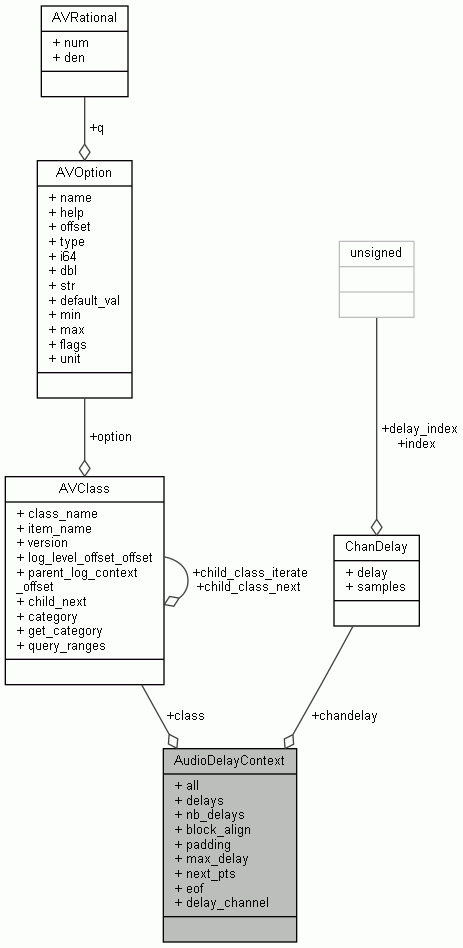 AVRational
+ num
+ den
+q
AVOption
+ name
+ help
+ offset
+ type
+ i64
+ dbl
+ str
+ default_val
+ min
+ max
+ flags
+ unit
+option
AVClass
+ class_name
+ item_name
+ version
+ log_level_offset_offset
+ parent_log_context
_offset
+ child_next
+ category
+ get_category
+ query_ranges
+child_class_iterate
+child_class_next
unsigned
+delay_index
+index
ChanDelay
+ delay
+ samples
+class
+chandelay
AudioDelayContext
+ all
+ delays
+ nb_delays
+ block_align
+ padding
+ max_delay
+ next_pts
+ eof
+ delay_channel